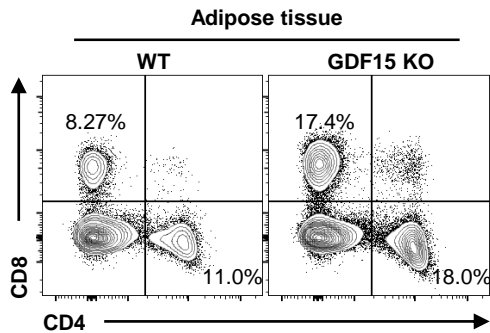 Adipose tissue
WT
GDF15 KO
8.27%
17.4%
11.0%
18.0%
CD8
CD4